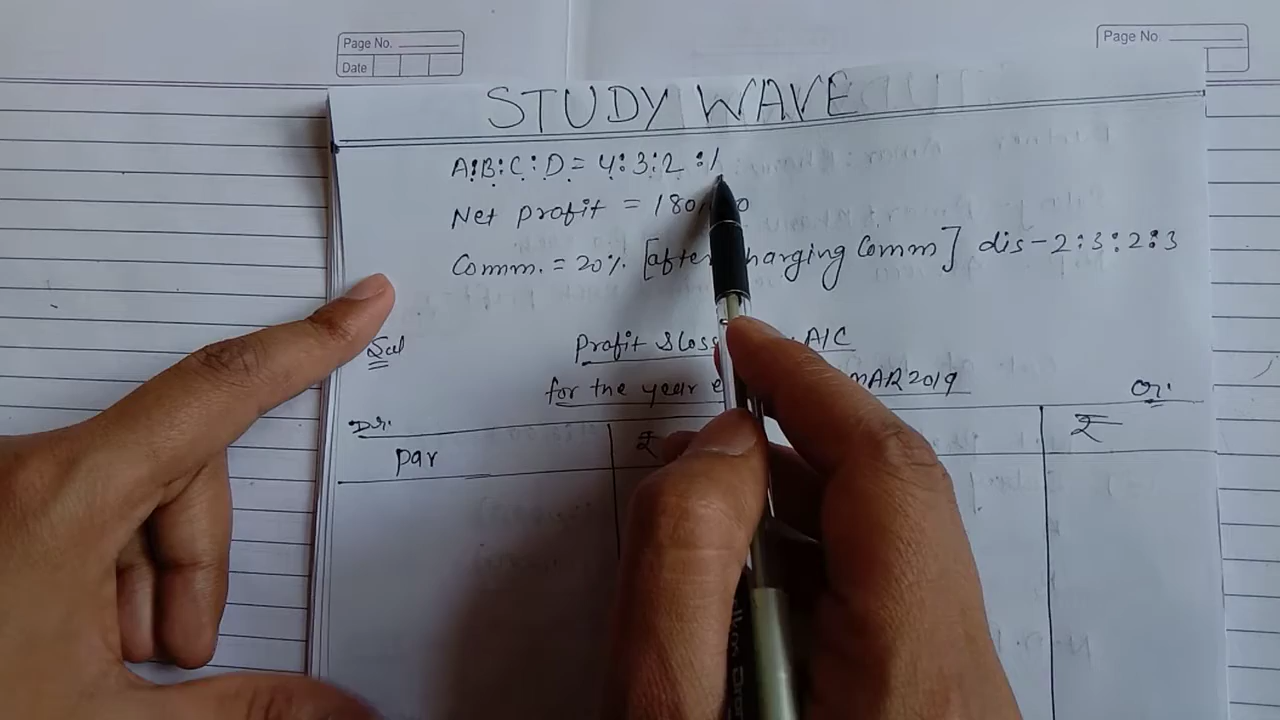 Page No.
Date
Page No.
STUDY WAVE
A:B:C:D = 4:3:2:1
Net profit = 180,
Comm. = 20% [after charging Comm] dis-2:3:2:3
Sol
Profit & Loss A/C
for the year MAR 2019
Dr. Cr.
par ₹ ₹